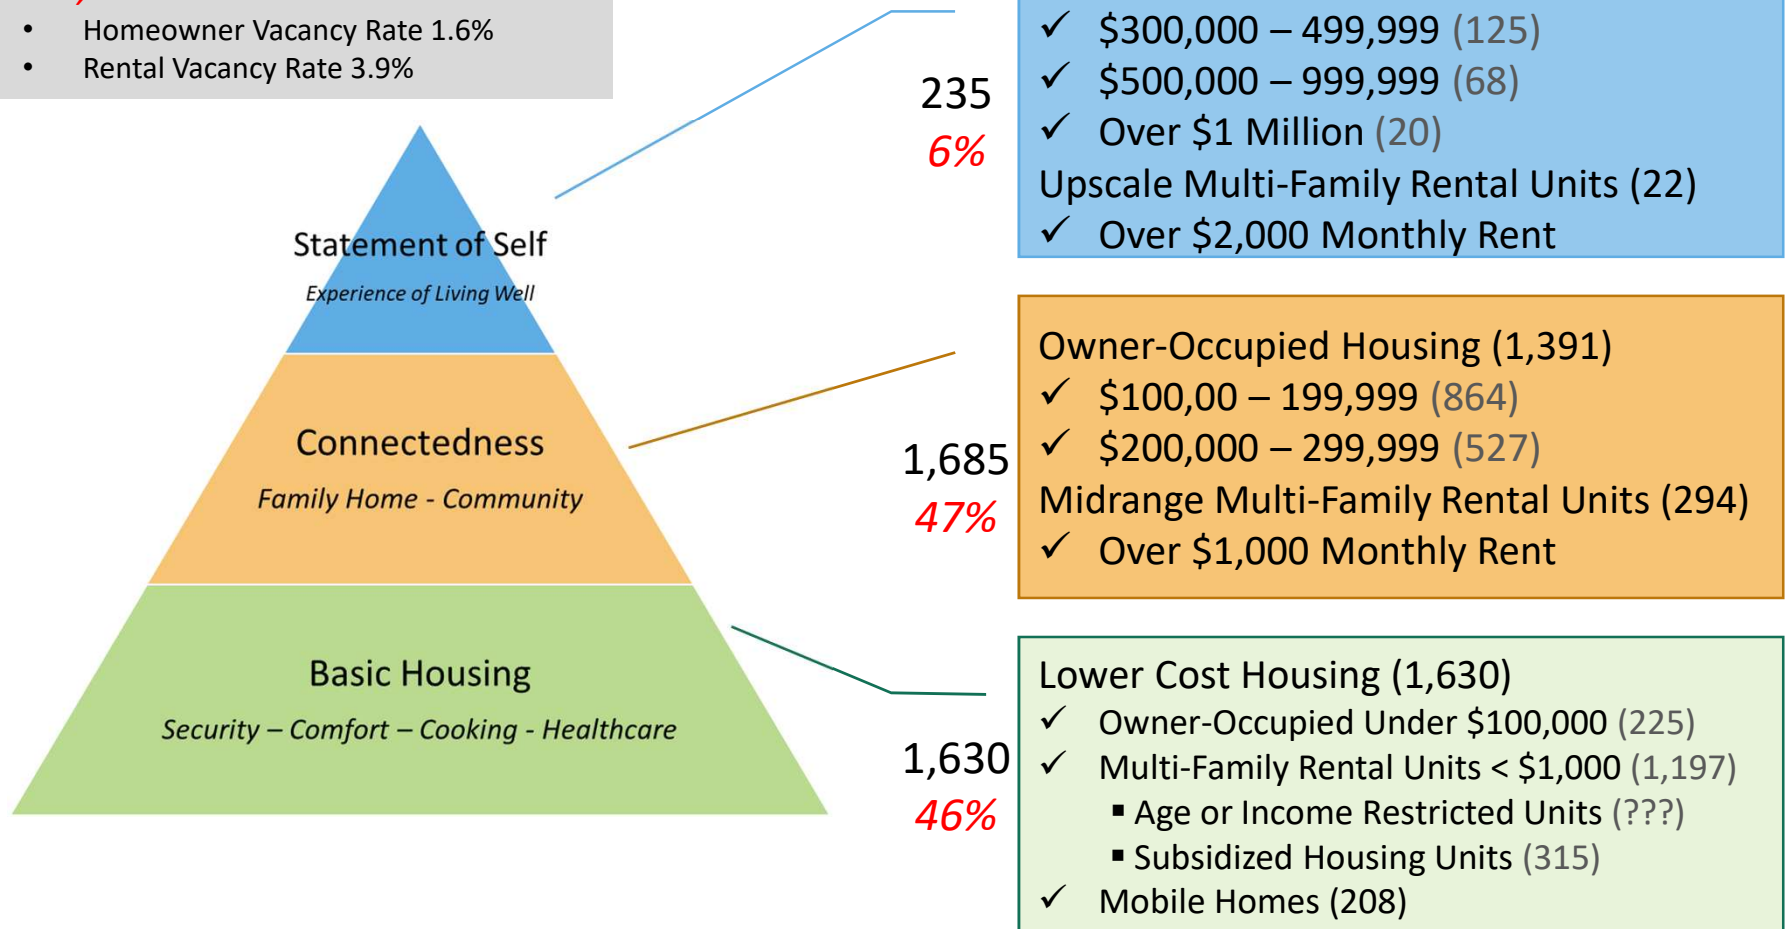 • Homeowner Vacancy Rate 1.6%
• Rental Vacancy Rate 3.9%
Statement of Self
Experience of Living Well
Connectedness
Family Home - Community
Basic Housing
Security – Comfort – Cooking - Healthcare
235
6%
✓ $300,000 – 499,999 (125)
✓ $500,000 – 999,999 (68)
✓ Over $1 Million (20)
Upscale Multi-Family Rental Units (22)
✓ Over $2,000 Monthly Rent
1,685
47%
Owner-Occupied Housing (1,391)
✓ $100,00 – 199,999 (864)
✓ $200,000 – 299,999 (527)
Midrange Multi-Family Rental Units (294)
✓ Over $1,000 Monthly Rent
1,630
46%
Lower Cost Housing (1,630)
✓ Owner-Occupied Under $100,000 (225)
✓ Multi-Family Rental Units < $1,000 (1,197)
▪ Age or Income Restricted Units (???)
▪ Subsidized Housing Units (315)
✓ Mobile Homes (208)